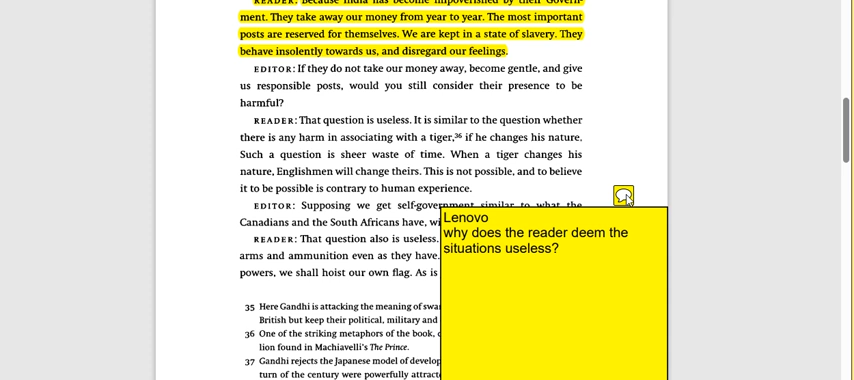 READER: Because India has become impoverished by their Govern-
ment. They take away our money from year to year. The most important
posts are reserved for themselves. We are kept in a state of slavery. They
behave insolently towards us, and disregard our feelings.
EDITOR: If they do not take our money away, become gentle, and give
us responsible posts, would you still consider their presence to be
harmful?
READER: That question is useless. It is similar to the question whether
there is any harm in associating with a tiger,36 if he changes his nature.
Such a question is sheer waste of time. When a tiger changes his
nature, Englishmen will change theirs. This is not possible, and to believe
it to be possible is contrary to human experience.
EDITOR: Supposing we get self-government similar to what the
Canadians and the South Africans have,
READER: That question also is useless.
arms and ammunition even as they have.
powers, we shall hoist our own flag. As is
Lenovo
why does the reader deem the
situations useless?
35 Here Gandhi is attacking the meaning of
British but keep their political, military and
36 One of the striking metaphors of the book,
lion found in Machiavelli's The Prince.
37 Gandhi rejects the Japanese model of
turn of the century were powerfully